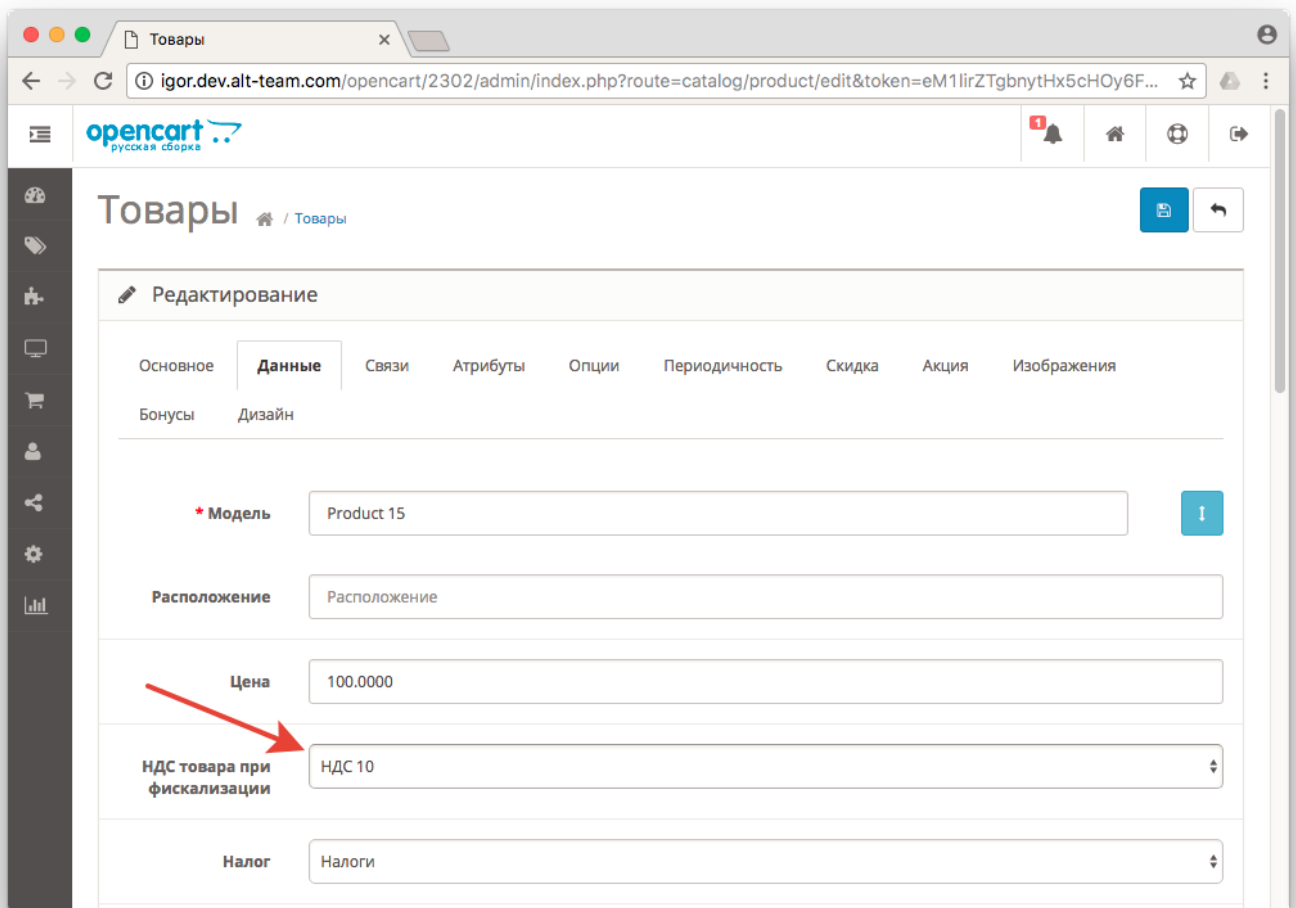 Товары
igor.dev.alt-team.com/opencart/2302/admin/index.php?route=catalog/product/edit&token=eM1lirZTgbnytHx5cHOy6F...
opencart
русская сборка
1
Товары / Товары
Редактирование
Основное Данные Связи Атрибуты Опции Периодичность Скидка Акция Изображения
Бонусы Дизайн
* Модель Product 15
Расположение Расположение
Цена 100.0000
НДС товара при
фискализации
НДС 10
Налог Налоги